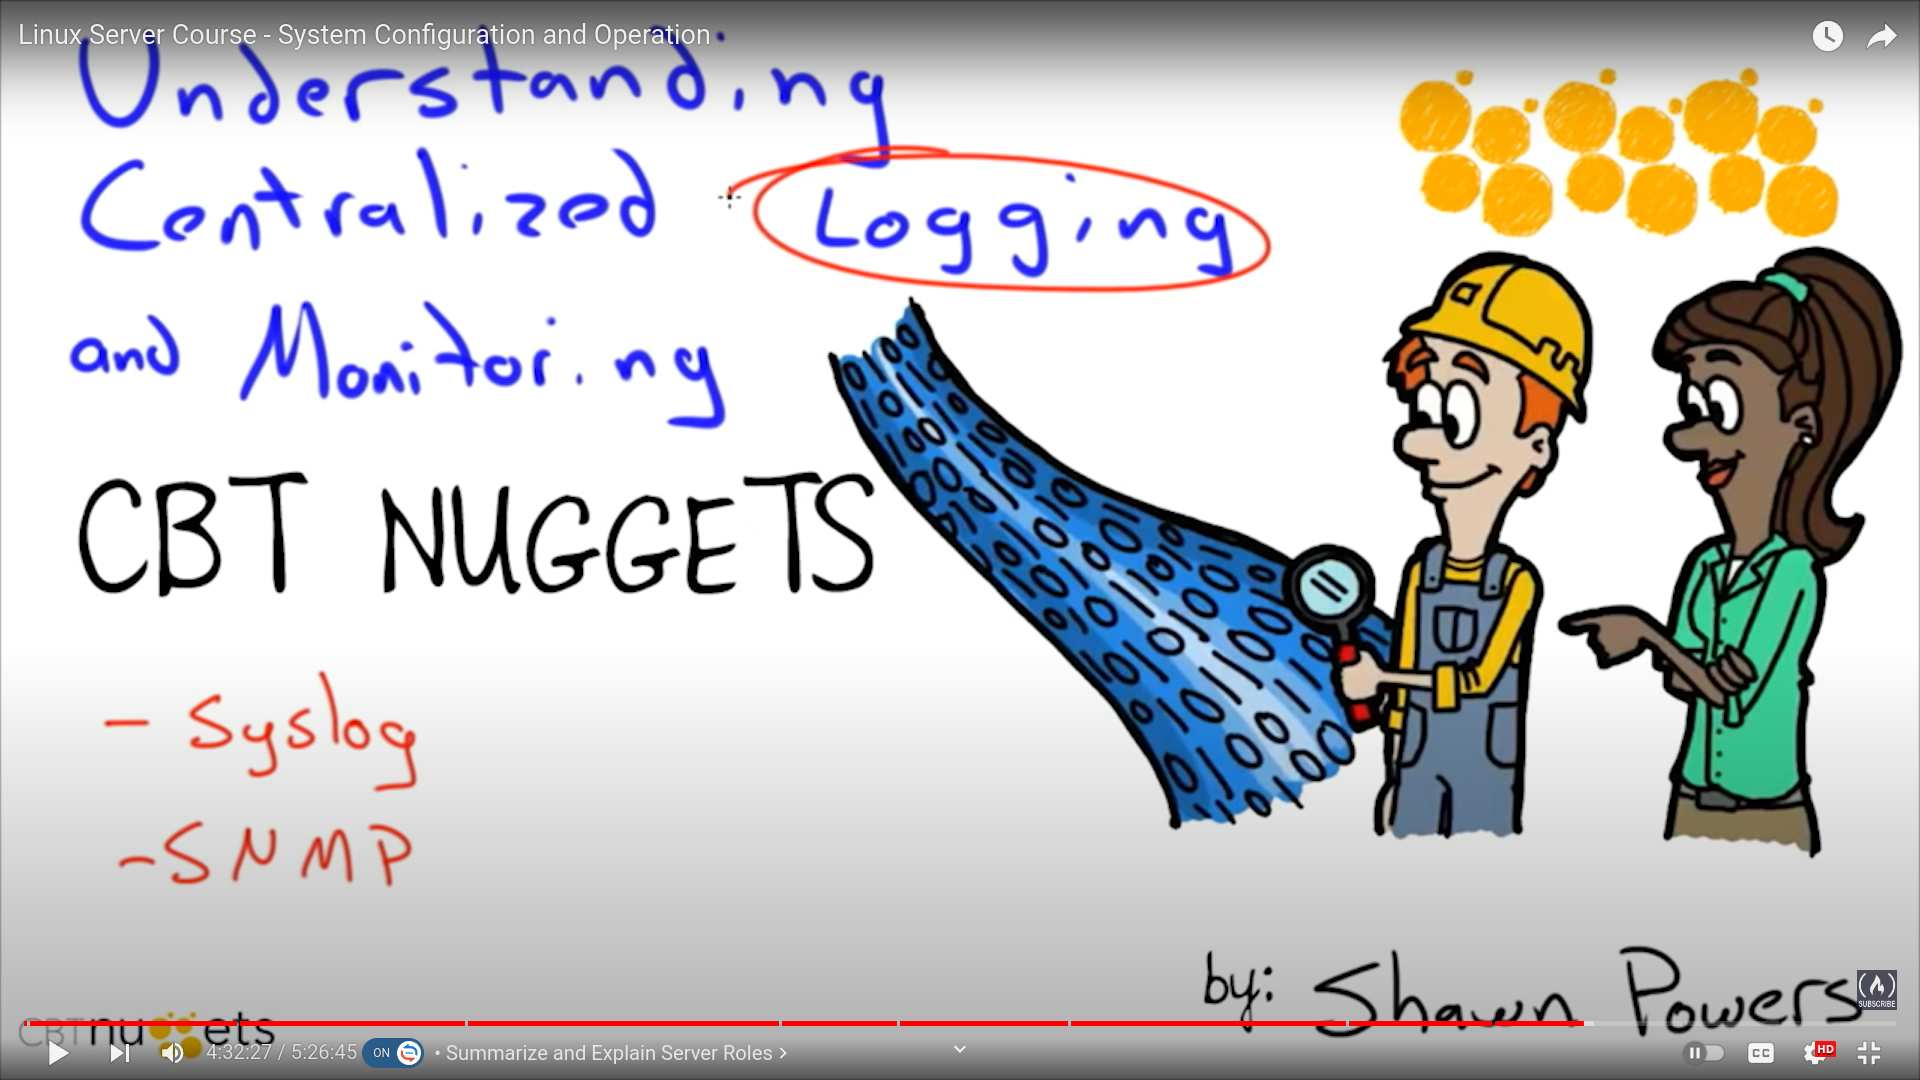 Linux Server Course - System Configuration and Operation
Understanding
Centralized Logging
and Monitoring
CBT NUGGETS
- Syslog
- SNMP
by: Shawn Powers
SUBSCRIBE
CBTnuggets
4:32:27 / 5:26:45 ON • Summarize and Explain Server Roles > CC HD